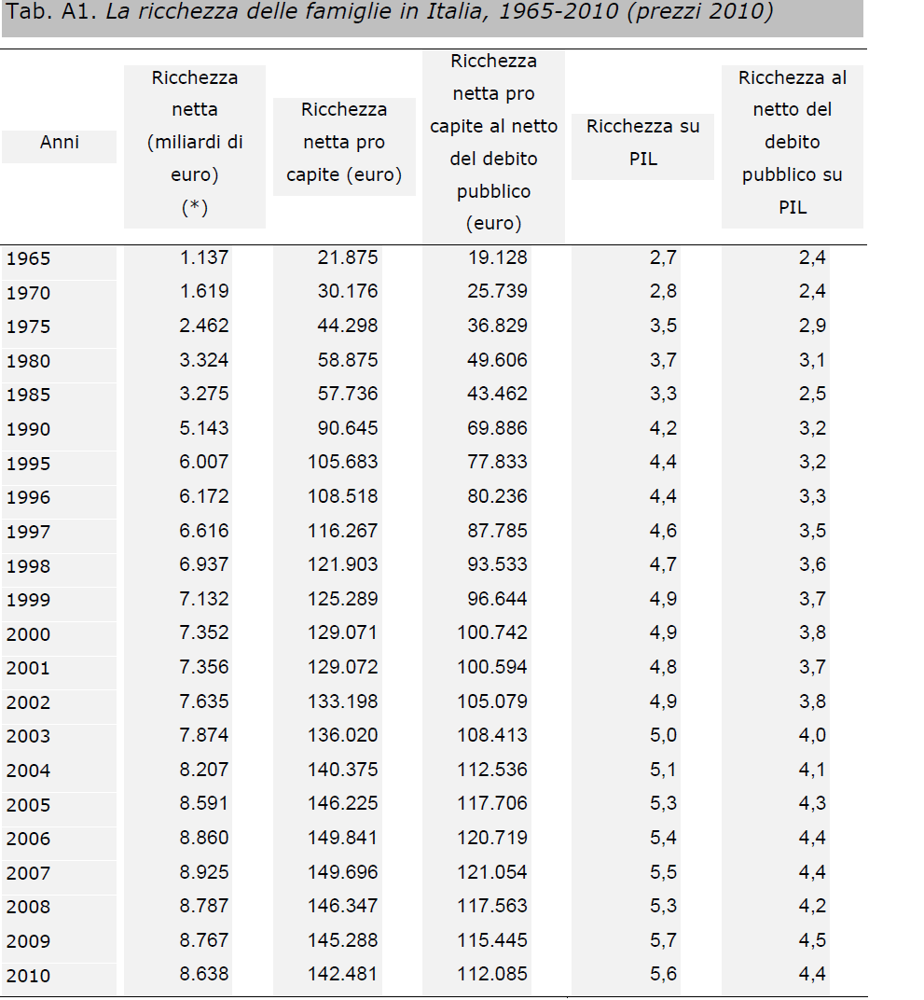 Tab. A1. La ricchezza delle famiglie in Italia, 1965-2010 (prezzi 2010)
Anni
Ricchezza
netta
(miliardi di
euro)
(*)
Ricchezza
netta pro
capite (euro)
Ricchezza
netta pro
capite al netto
del debito
pubblico
(euro)
Ricchezza su
PIL
Ricchezza al
netto del
debito
pubblico su
PIL
1965 1.137 21.875 19.128 2,7 2,4
1970 1.619 30.176 25.739 2,8 2,4
1975 2.462 44.298 36.829 3,5 2,9
1980 3.324 58.875 49.606 3,7 3,1
1985 3.275 57.736 43.462 3,3 2,5
1990 5.143 90.645 69.886 4,2 3,2
1995 6.007 105.683 77.833 4,4 3,2
1996 6.172 108.518 80.236 4,4 3,3
1997 6.616 116.267 87.785 4,6 3,5
1998 6.937 121.903 93.533 4,7 3,6
1999 7.132 125.289 96.644 4,9 3,7
2000 7.352 129.071 100.742 4,9 3,8
2001 7.356 129.072 100.594 4,8 3,7
2002 7.635 133.198 105.079 4,9 3,8
2003 7.874 136.020 108.413 5,0 4,0
2004 8.207 140.375 112.536 5,1 4,1
2005 8.591 146.225 117.706 5,3 4,3
2006 8.860 149.841 120.719 5,4 4,4
2007 8.925 149.696 121.054 5,5 4,4
2008 8.787 146.347 117.563 5,3 4,2
2009 8.767 145.288 115.445 5,7 4,5
2010 8.638 142.481 112.085 5,6 4,4